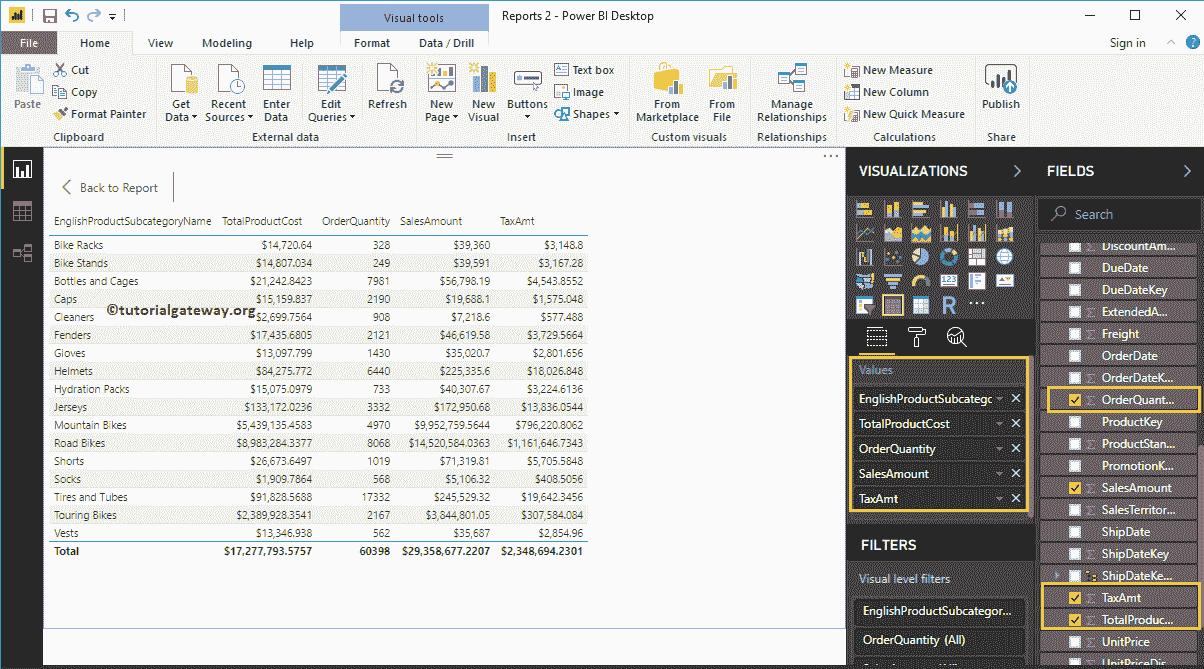 Visual tools
Reports 2 - Power BI Desktop
File
Home
View
Modeling
Help
Format
Data / Drill
Sign in
?
Paste
Cut
Copy
Format Painter
Clipboard
Get Data
Recent Sources
Enter Data
Edit Queries
External data
Refresh
New Page
New Visual
Buttons
Text box
Image
Shapes
Insert
From Marketplace
From File
Custom visuals
Manage Relationships
Relationships
New Measure
New Column
New Quick Measure
Calculations
Publish
Share
Back to Report
EnglishProductSubcategoryName TotalProductCost OrderQuantity SalesAmount TaxAmt
Bike Racks $14,720.64 328 $39,360 $3,148.8
Bike Stands $14,807.034 249 $39,591 $3,167.28
Bottles and Cages $21,242.8423 7981 $56,798.19 $4,543.8552
Caps $15,159.837 2190 $19,688.1 $1,575.048
Cleaners $2,699.7564 908 $7,218.6 $577.488
Fenders $17,435.6805 2121 $46,619.58 $3,729.5664
Gloves $13,097.799 1430 $35,020.7 $2,801.656
Helmets $84,275.772 6440 $225,335.6 $18,026.848
Hydration Packs $15,075.0979 733 $40,307.67 $3,224.6136
Jerseys $133,172.0236 3332 $172,950.68 $13,836.0544
Mountain Bikes $5,439,135.4583 4970 $9,952,759.5644 $796,220.8062
Road Bikes $8,983,284.3377 8068 $14,520,584.0363 $1,161,646.7343
Shorts $26,673.6497 1019 $71,319.81 $5,705.5848
Socks $1,909.7864 568 $5,106.32 $408.5056
Tires and Tubes $91,828.5688 17332 $245,529.32 $19,642.3456
Touring Bikes $2,389,928.3541 2167 $3,844,801.05 $307,584.084
Vests $13,346.938 562 $35,687 $2,854.96
Total $17,277,793.5757 60398 $29,358,677.2207 $2,348,694.2301
©tutorialgateway.org
VISUALIZATIONS
123
R
Values
EnglishProductSubcategc
TotalProductCost
OrderQuantity
SalesAmount
TaxAmt
FILTERS
Visual level filters
EnglishProductSubcategor...
OrderQuantity (All)
FIELDS
Search
DiscountAm...
DueDate
DueDateKey
ExtendedA...
Freight
OrderDate
OrderDateK...
OrderQuant...
ProductKey
ProductStan...
PromotionK...
SalesAmount
SalesTerritor...
ShipDate
ShipDateKey
ShipDateKe...
TaxAmt
TotalProduc...
UnitPrice
UnitPriceDis...